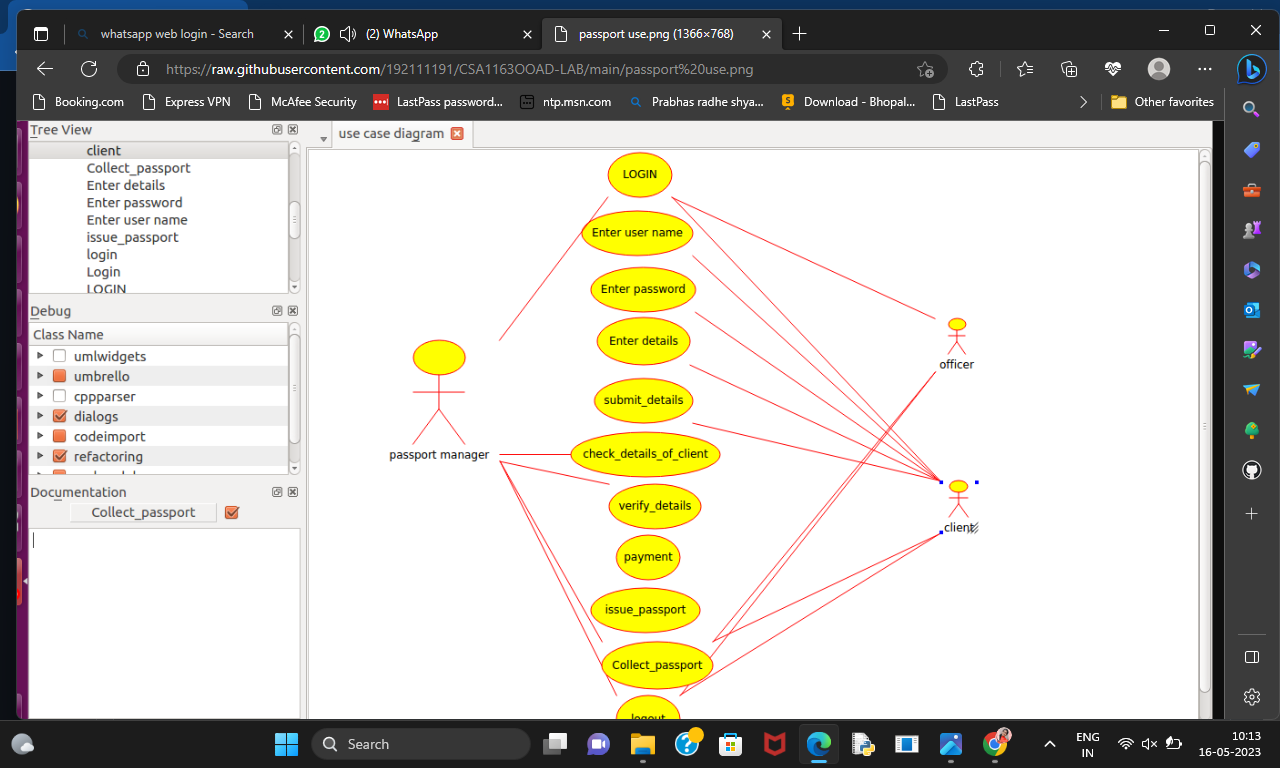 whatsapp web login - Search
2
(2) WhatsApp
passport use.png (1366×768)
https://raw.githubusercontent.com/192111191/CSA1163OOAD-LAB/main/passport%20use.png
Booking.com
Express VPN
McAfee Security
LastPass password...
ntp.msn.com
Prabhas radhe shya...
Download - Bhopal...
LastPass
Other favorites
Tree View
client
Collect_passport
Enter details
Enter password
Enter user name
issue_passport
login
Login
LOGIN
Debug
Class Name
umlwidgets
umbrello
cppparser
dialogs
codeimport
refactoring
Documentation
Collect_passport
use case diagram
LOGIN
Enter user name
Enter password
Enter details
submit_details
check_details_of_client
verify_details
payment
issue_passport
Collect_passport
logout
passport manager
officer
client
Search
ENG
IN
10:13
16-05-2023